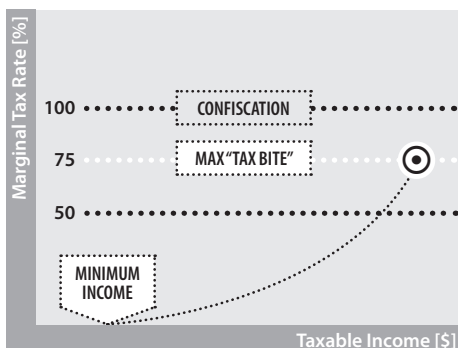 Marginal Tax Rate [%]
100
CONFISCATION
75
MAX “TAX BITE”
50
MINIMUM
INCOME
Taxable Income [$]